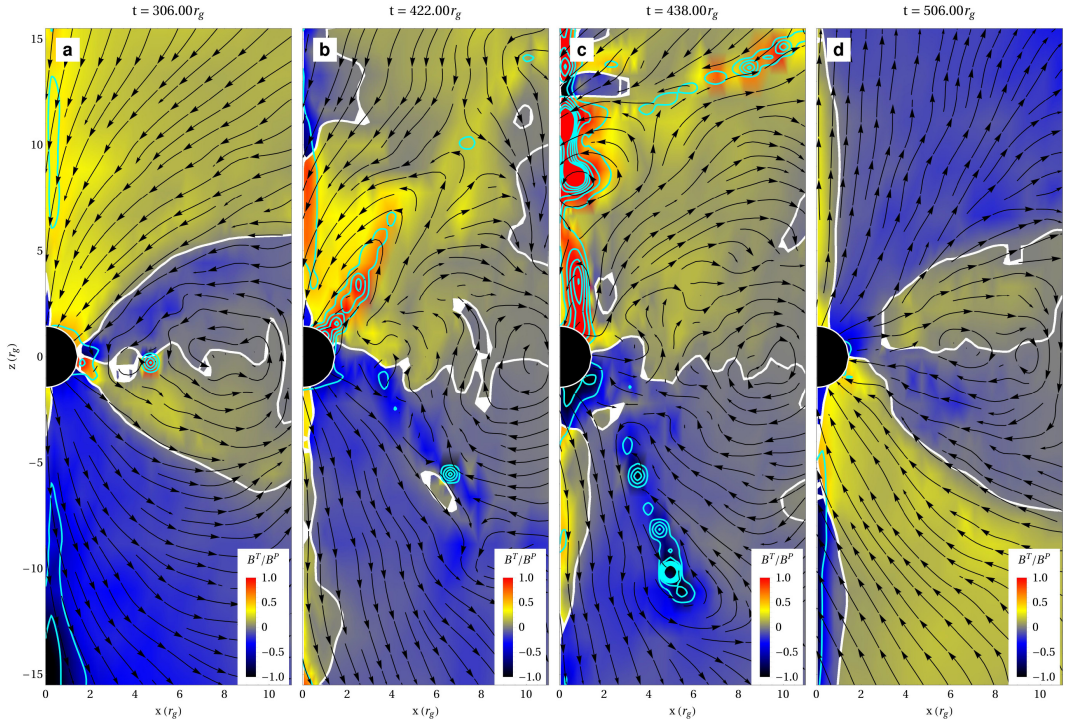 t = 306.00r_g
t = 422.00r_g
t = 438.00r_g
t = 506.00r_g
a
b
c
d
15
10
5
0
−5
−10
−15
z (r_g)
B^T/B^P
1.0
0.5
0
−0.5
−1.0
B^T/B^P
1.0
0.5
0
−0.5
−1.0
B^T/B^P
1.0
0.5
0
−0.5
−1.0
B^T/B^P
1.0
0.5
0
−0.5
−1.0
0 2 4 6 8 10
0 2 4 6 8 10
0 2 4 6 8 10
0 2 4 6 8 10
x (r_g)
x (r_g)
x (r_g)
x (r_g)